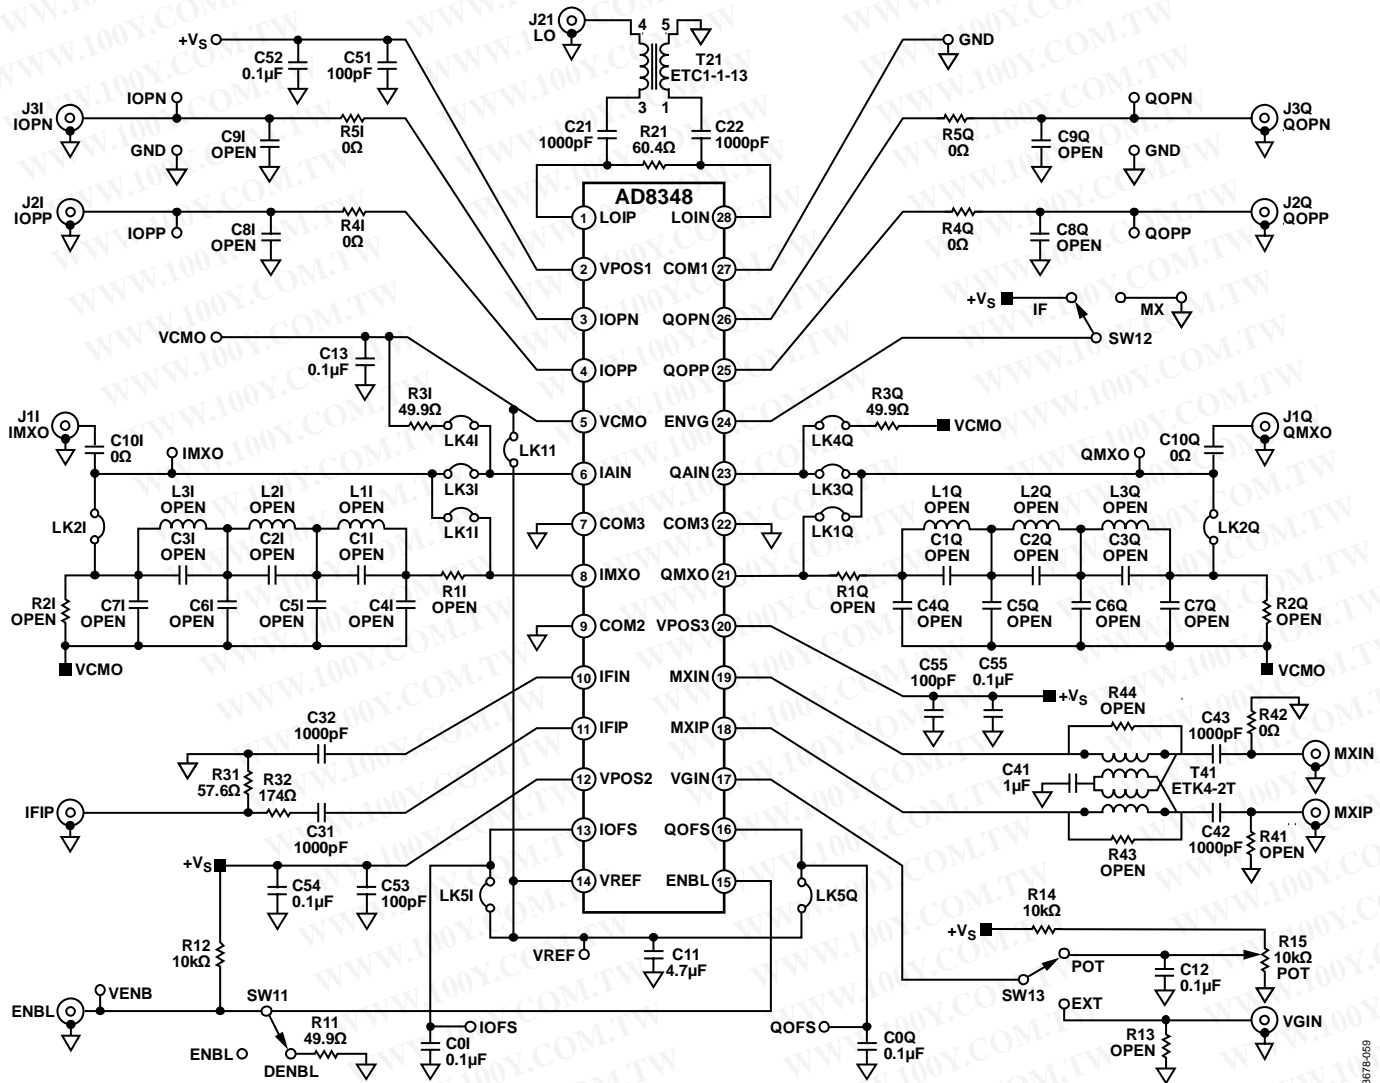 J21
LO
4
5
T21
ETC1-1-13
3
1
+VS
C52
0.1µF
C51
100pF
GND
J3I
IOPN
IOPN
C9I
OPEN
R5I
0Ω
GND
C21
1000pF
R21
60.4Ω
C22
1000pF
R5Q
0Ω
C9Q
OPEN
QOPN
GND
J3Q
QOPN
J2I
IOPP
IOPP
C8I
OPEN
R4I
0Ω
R4Q
0Ω
C8Q
OPEN
QOPP
J2Q
QOPP
AD8348
1 LOIP
LOIN 28
2 VPOS1
COM1 27
3 IOPN
QOPN 26
4 IOPP
QOPP 25
5 VCMO
ENVG 24
6 IAIN
QAIN 23
7 COM3
COM3 22
8 IMXO
QMXO 21
9 COM2
VPOS3 20
10 IFIN
MXIN 19
11 IFIP
MXIP 18
12 VPOS2
VGIN 17
13 IOFS
QOFS 16
14 VREF
ENBL 15
+VS
IF
MX
SW12
VCMO
C13
0.1µF
R3I
49.9Ω
LK4I
LK11
LK3I
LK1I
J1I
IMXO
C10I
0Ω
IMXO
LK2I
L3I
OPEN
L2I
OPEN
L1I
OPEN
C3I
OPEN
C2I
OPEN
C1I
OPEN
R2I
OPEN
C7I
OPEN
C6I
OPEN
C5I
OPEN
C4I
OPEN
R1I
OPEN
VCMO
R3Q
49.9Ω
VCMO
LK4Q
LK3Q
LK1Q
QMXO
C10Q
0Ω
J1Q
QMXO
L1Q
OPEN
L2Q
OPEN
L3Q
OPEN
C1Q
OPEN
C2Q
OPEN
C3Q
OPEN
LK2Q
R1Q
OPEN
C4Q
OPEN
C5Q
OPEN
C6Q
OPEN
C7Q
OPEN
R2Q
OPEN
VCMO
C55
100pF
C55
0.1µF
+VS
C32
1000pF
R31
57.6Ω
R32
174Ω
C31
1000pF
IFIP
R44
OPEN
C43
1000pF
R42
0Ω
MXIN
C41
1µF
T41
ETK4-2T
MXIP
R43
OPEN
C42
1000pF
R41
OPEN
+VS
C54
0.1µF
C53
100pF
LK5I
LK5Q
R12
10kΩ
VREF
C11
4.7µF
+VS
R14
10kΩ
POT
SW13
C12
0.1µF
R15
10kΩ
POT
EXT
R13
OPEN
VGIN
ENBL
VENB
SW11
R11
49.9Ω
ENBL
DENBL
IOFS
C0I
0.1µF
QOFS
C0Q
0.1µF
WWW.100Y.COM.TW